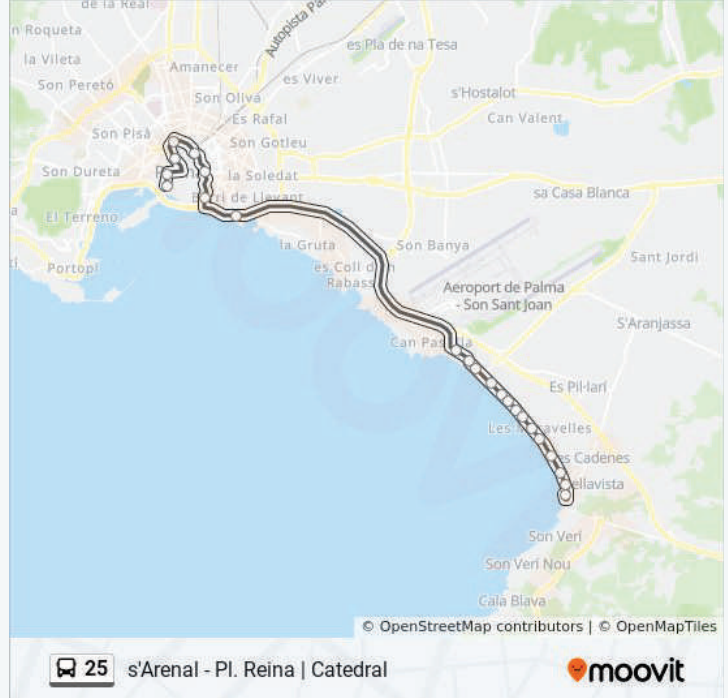 de la Real
n Roqueta
la Vileta
Autopista
es Pla de na Tesa
Amanecer
es Viver
Son Peretó
s'Hostalot
Son Oliva
Es Rafal
Can Valent
Son Pisà
Son Gotleu
Son Dureta
la Soledat
sa Casa Blanca
de Llevant
El Terreno
la Gruta
Son Banya
Sant Jordi
Portopí
es Coll
Rabass
Aeroport de Palma
- Son Sant Joan
S'Aranjassa
Can
Es Pil·larí
Les
es Cadenes
ellavista
Son Verí
Son Verí Nou
Cala Blava
© OpenStreetMap contributors | © OpenMapTiles
25 s'Arenal - Pl. Reina | Catedral
moovit